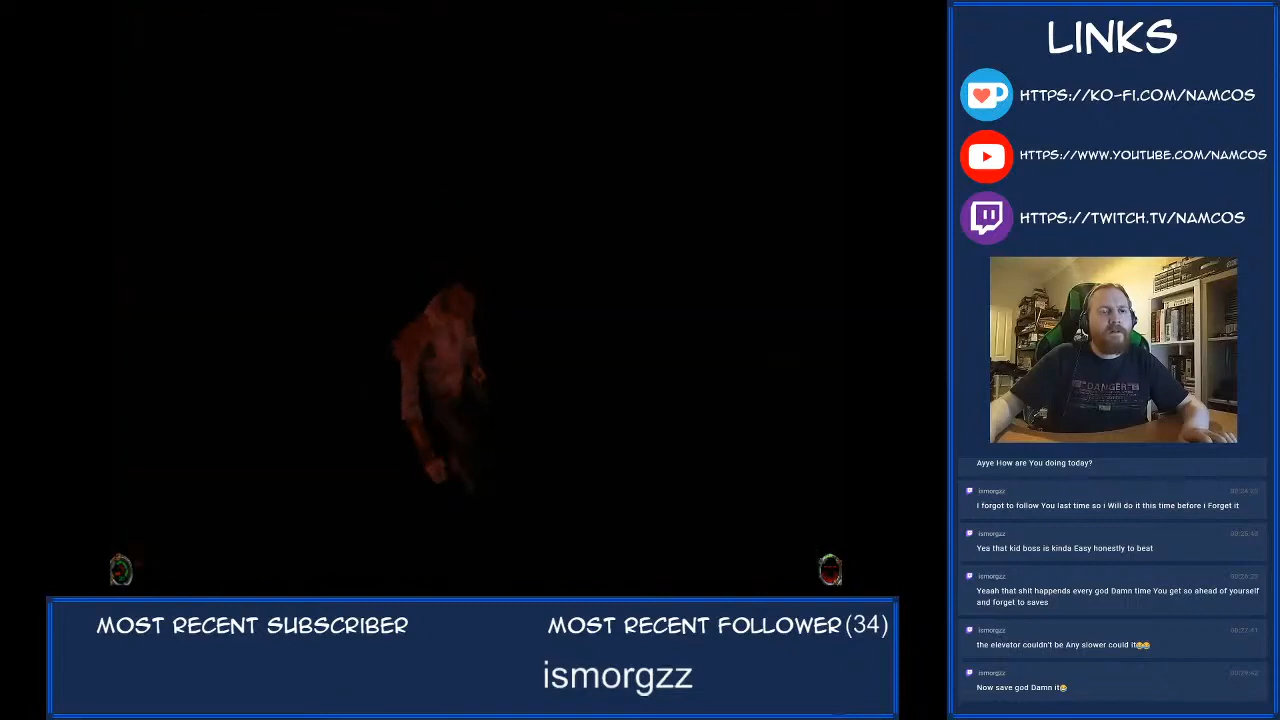 LINKS
HTTPS://KO-FI.COM/NAMCOS
HTTPS://WWW.YOUTUBE.COM/NAMCOS
HTTPS://TWITCH.TV/NAMCOS
DANGER
Ayye How are You doing today?
ismorgzz
I forgot to follow You last time so i Will do it this time before i Forget it
ismorgzz
Yea that kid boss is kinda Easy honestly to beat
ismorgzz
Yeaah that shit happends every god Damn time You get so ahead of yourself
and forget to saves
ismorgzz
the elevator couldn't be Any slower could it😂😂
ismorgzz
Now save god Damn it😂
MOST RECENT SUBSCRIBER
MOST RECENT FOLLOWER (34)
ismorgzz